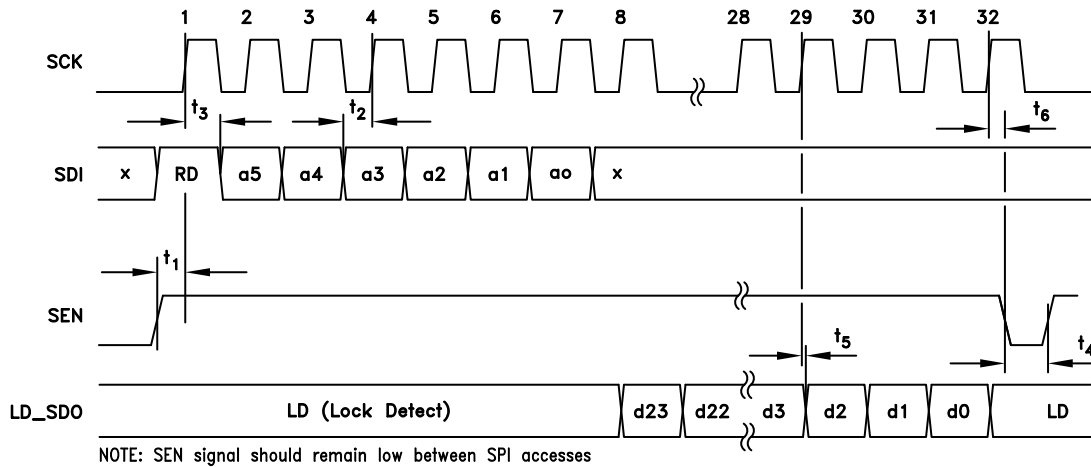 1 2 3 4 5 6 7 8 28 29 30 31 32
SCK
t3 t2 t6
SDI x RD a5 a4 a3 a2 a1 ao x
t1
SEN
t5 t4
LD_SDO LD (Lock Detect) d23 d22 d3 d2 d1 d0 LD
NOTE: SEN signal should remain low between SPI accesses